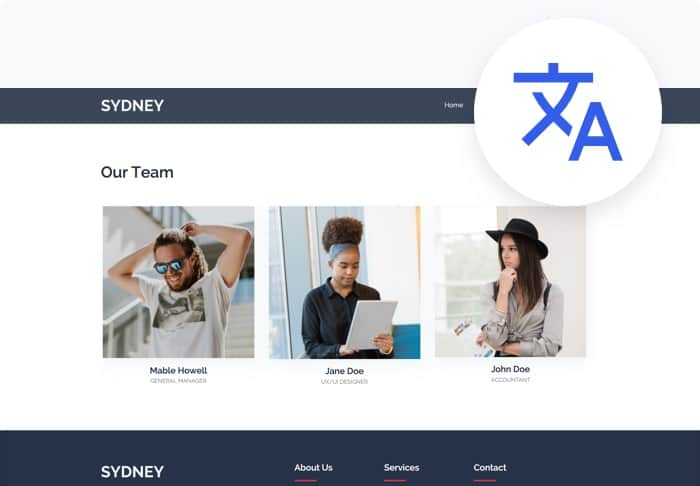 SYDNEY
Home
文A
Our Team
Mable Howell
GENERAL MANAGER
Jane Doe
UX/UI DESIGNER
John Doe
ACCOUNTANT
SYDNEY
About Us
Services
Contact